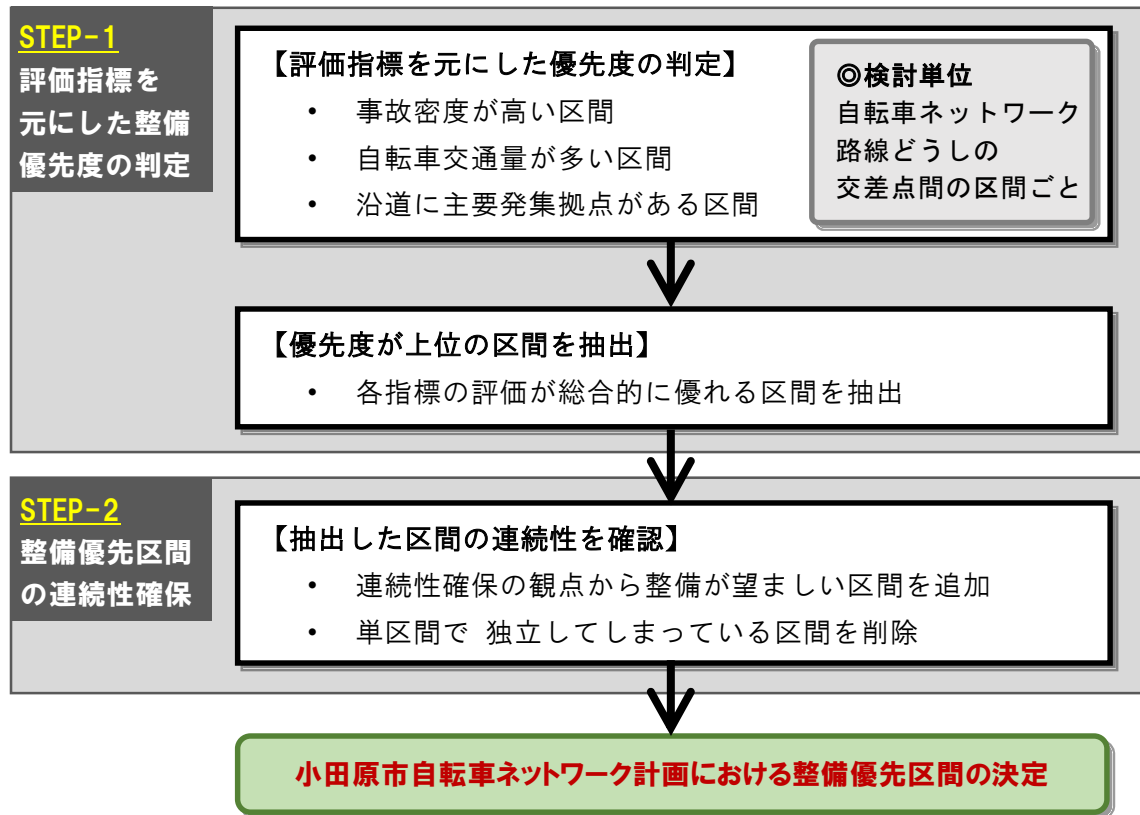 STEP-1
評価指標を
元にした整備
優先度の判定
【評価指標を元にした優先度の判定】
• 事故密度が高い区間
• 自転車交通量が多い区間
• 沿道に主要発集拠点がある区間
◎検討単位
自転車ネットワーク
路線どうしの
交差点間の区間ごと
【優先度が上位の区間を抽出】
• 各指標の評価が総合的に優れる区間を抽出
STEP-2
整備優先区間
の連続性確保
【抽出した区間の連続性を確認】
• 連続性確保の観点から整備が望ましい区間を追加
• 単区間で 独立してしまっている区間を削除
小田原市自転車ネットワーク計画における整備優先区間の決定